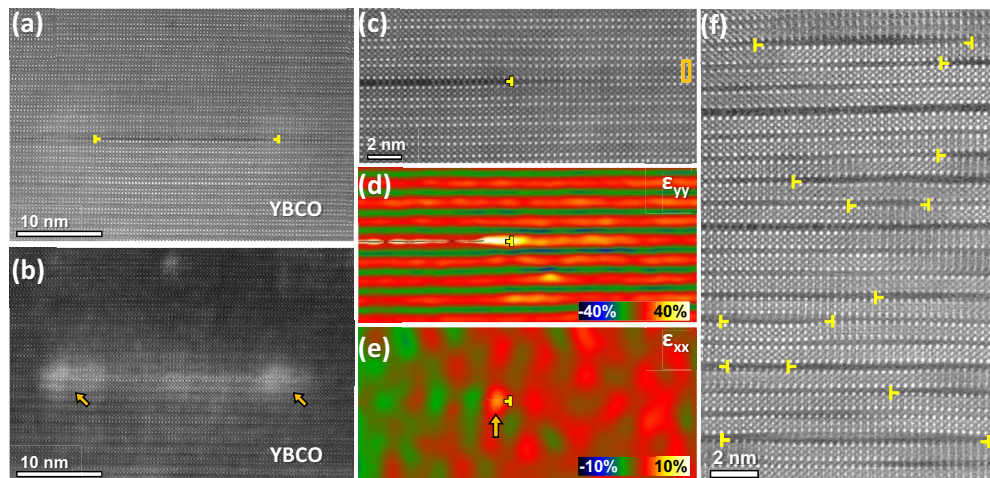 (a)
10 nm
YBCO
(b)
10 nm
YBCO
(c)
2 nm
(d)
εyy
-40% 40%
(e)
εxx
-10% 10%
(f)
2 nm